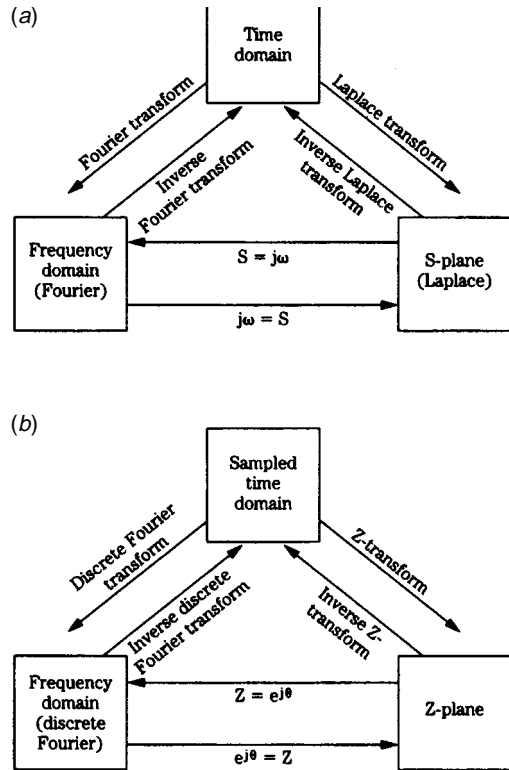 (a)
Time
domain
Fourier transform
Inverse
Fourier transform
Laplace transform
Inverse Laplace
transform
Frequency
domain
(Fourier)
S = jω
jω = S
S-plane
(Laplace)
(b)
Sampled
time
domain
Discrete Fourier
transform
Inverse discrete
Fourier transform
Z-transform
Inverse Z-
transform
Frequency
domain
(discrete
Fourier)
Z = e^jθ
e^jθ = Z
Z-plane